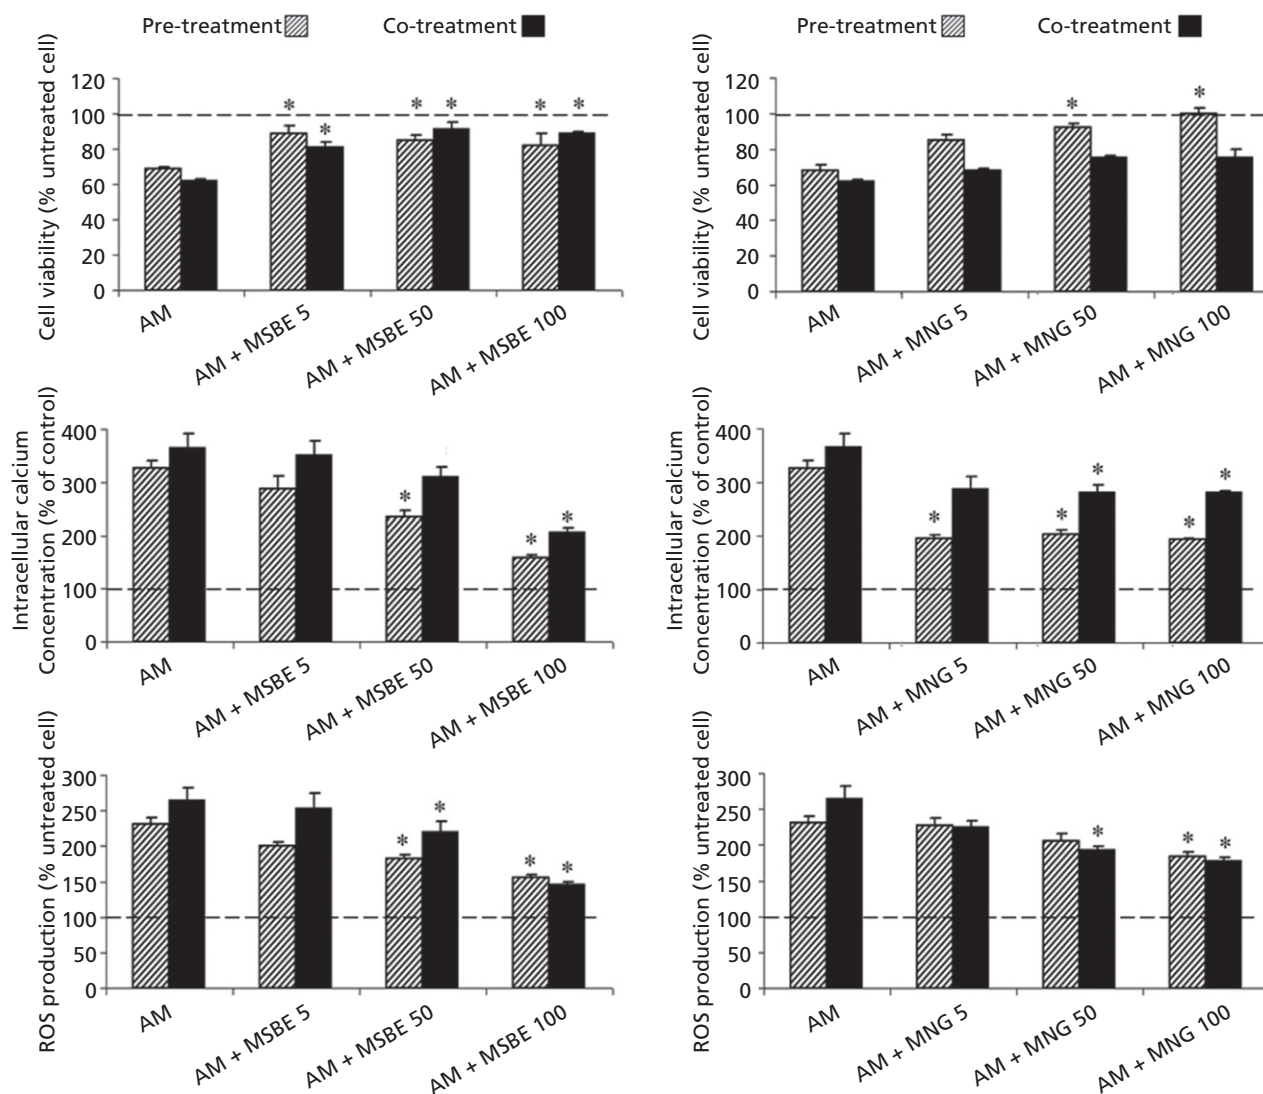 Pre-treatment Co-treatment
Cell viability (% untreated cell)
120
100
80
60
40
20
0
* * * * * *
AM
AM + MSBE 5
AM + MSBE 50
AM + MSBE 100
Pre-treatment Co-treatment
Cell viability (% untreated cell)
120
100
80
60
40
20
0
* *
AM
AM + MNG 5
AM + MNG 50
AM + MNG 100
Intracellular calcium
Concentration (% of control)
400
300
200
100
0
* * *
AM
AM + MSBE 5
AM + MSBE 50
AM + MSBE 100
Intracellular calcium
Concentration (% of control)
400
300
200
100
0
* * * * *
AM
AM + MNG 5
AM + MNG 50
AM + MNG 100
ROS production (% untreated cell)
300
250
200
150
100
50
0
* * * *
AM
AM + MSBE 5
AM + MSBE 50
AM + MSBE 100
ROS production (% untreated cell)
300
250
200
150
100
50
0
* * *
AM
AM + MNG 5
AM + MNG 50
AM + MNG 100